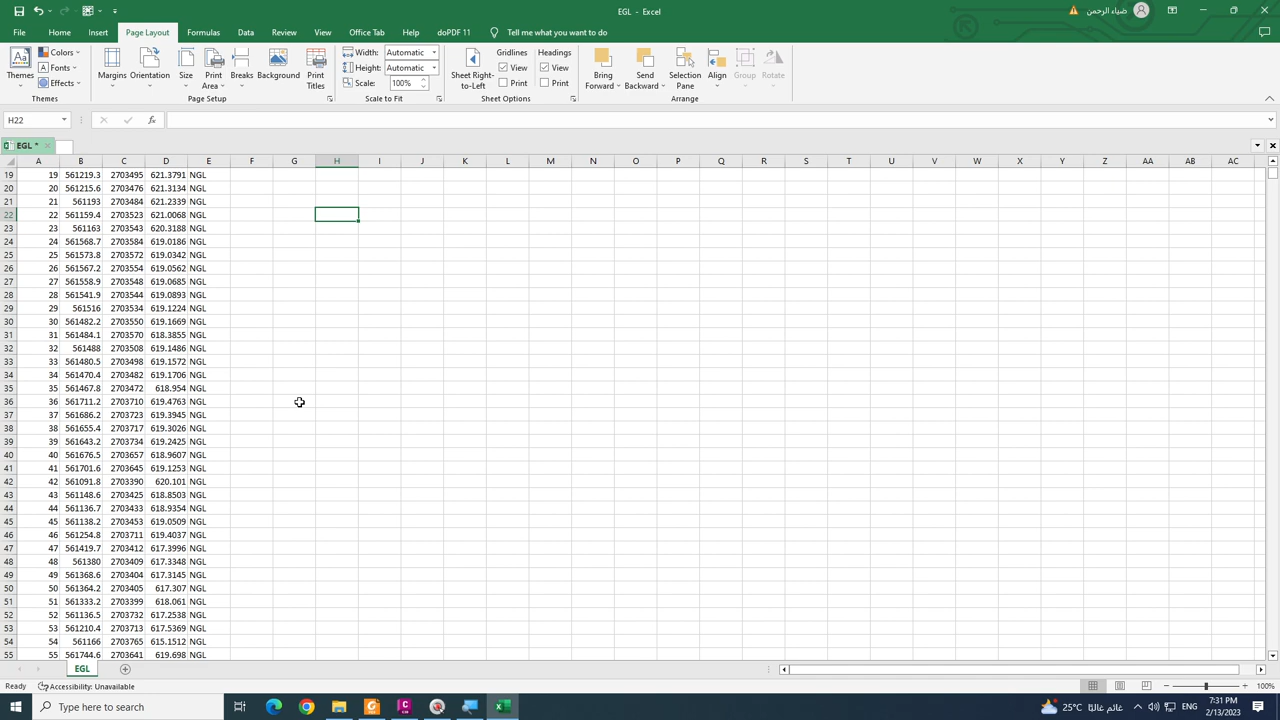 EGL - Excel
ضياء الرحمن
File Home Insert Page Layout Formulas Data Review View Office Tab Help doPDF 11 Tell me what you want to do
Themes Colors Fonts Effects Margins Orientation Size Print Area Breaks Background Print Titles Width: Automatic Height: Automatic Scale: 100% Sheet Right-to-Left Gridlines View Print Headings View Print Bring Forward Send Backward Selection Pane Align Group Rotate
Themes Page Setup Scale to Fit Sheet Options Arrange
H22 fx
EGL *
A B C D E F G H I J K L M N O P Q R S T U V W X Y Z AA AB AC
19 19 561219.3 2703495 621.3791 NGL
20 20 561215.6 2703476 621.3134 NGL
21 21 561193 2703484 621.2339 NGL
22 22 561159.4 2703523 621.0068 NGL
23 23 561163 2703543 620.3188 NGL
24 24 561568.7 2703584 619.0186 NGL
25 25 561573.8 2703572 619.0342 NGL
26 26 561567.2 2703554 619.0562 NGL
27 27 561558.9 2703548 619.0685 NGL
28 28 561541.9 2703544 619.0893 NGL
29 29 561516 2703534 619.1224 NGL
30 30 561482.2 2703550 619.1669 NGL
31 31 561484.1 2703570 618.3855 NGL
32 32 561488 2703508 619.1486 NGL
33 33 561480.5 2703498 619.1572 NGL
34 34 561470.4 2703482 619.1706 NGL
35 35 561467.8 2703472 618.954 NGL
36 36 561711.2 2703710 619.4763 NGL
37 37 561686.2 2703723 619.3945 NGL
38 38 561655.4 2703717 619.3026 NGL
39 39 561643.2 2703734 619.2425 NGL
40 40 561676.5 2703657 618.9607 NGL
41 41 561701.6 2703645 619.1253 NGL
42 42 561091.8 2703390 620.101 NGL
43 43 561148.6 2703425 618.8503 NGL
44 44 561136.7 2703433 618.9354 NGL
45 45 561138.2 2703453 619.0509 NGL
46 46 561254.8 2703711 619.4037 NGL
47 47 561419.7 2703412 617.3996 NGL
48 48 561380 2703409 617.3348 NGL
49 49 561368.6 2703404 617.3145 NGL
50 50 561364.2 2703405 617.307 NGL
51 51 561333.2 2703399 618.061 NGL
52 52 561136.5 2703732 617.2538 NGL
53 53 561210.4 2703713 617.5369 NGL
54 54 561166 2703765 615.1512 NGL
55 55 561744.6 2703641 619.698 NGL
EGL
Ready Accessibility: Unavailable 100%
Type here to search 25°C غائم غالبًا ENG 7:31 PM
2/13/2023